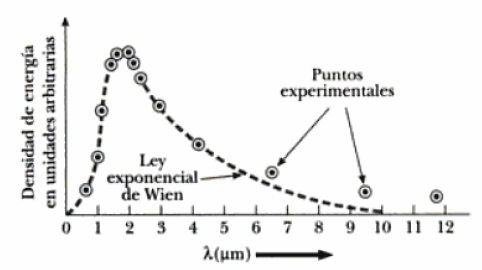 Densidad de energía
en unidades arbitrarias
Puntos
experimentales
Ley
exponencial
de Wien
0 1 2 3 4 5 6 7 8 9 10 11 12
λ(μm)